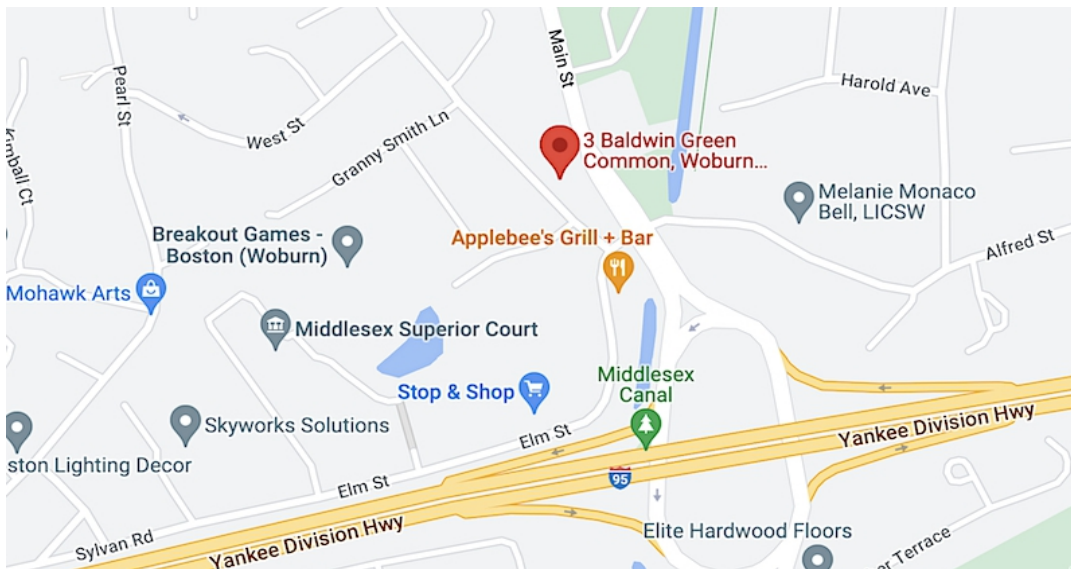 Main St
Pearl St
Harold Ave
West St
Kimball Ct
Granny Smith Ln
3 Baldwin Green
Common, Woburn...
Melanie Monaco
Bell, LICSW
Breakout Games -
Boston (Woburn)
Applebee's Grill + Bar
Alfred St
Mohawk Arts
Middlesex Superior Court
Middlesex
Canal
Stop & Shop
Skyworks Solutions
Elm St
Yankee Division Hwy
ston Lighting Decor
95
Elm St
Sylvan Rd
Yankee Division Hwy
Elite Hardwood Floors
er Terrace